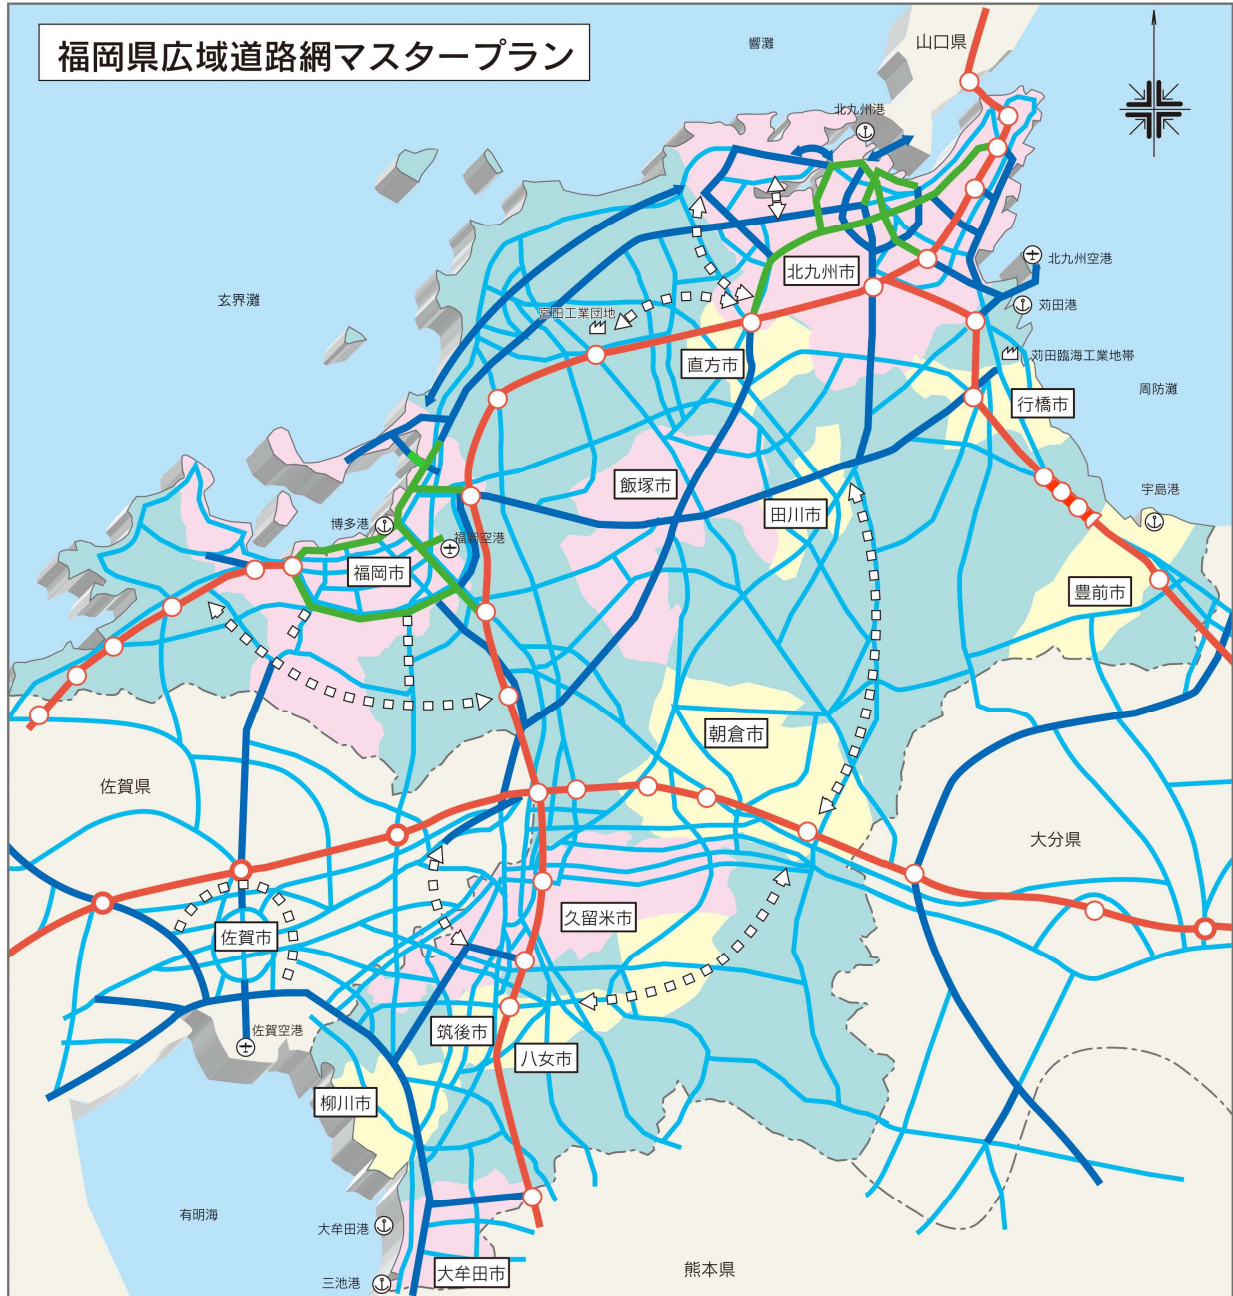 福岡県広域道路網マスタープラン
響灘
山口県
北九州港
北九州空港
北九州市
玄界灘
苅田港
宮田工業団地
直方市
苅田臨海工業地帯
周防灘
行橋市
飯塚市
宇島港
田川市
博多港
福岡空港
福岡市
豊前市
朝倉市
佐賀県
大分県
久留米市
佐賀市
佐賀空港
筑後市
八女市
柳川市
有明海
大牟田港
大牟田市
熊本県
三池港